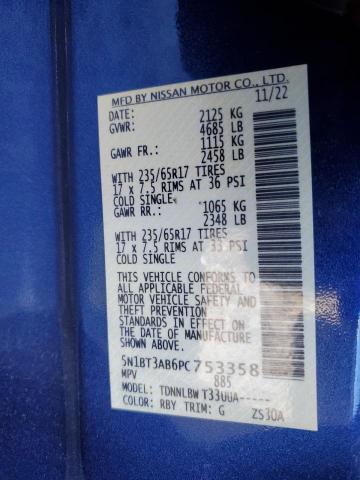 MFD BY NISSAN MOTOR CO., LTD.
11/22
DATE:
GVWR: 2125 KG
4685 LB
GAWR FR.: 1115 KG
2458 LB
WITH 235/65R17 TIRES
17 x 7.5 RIMS AT 36 PSI
COLD SINGLE
GAWR RR.: 1065 KG
2348 LB
WITH 235/65R17 TIRES
17 x 7.5 RIMS AT 33 PSI
COLD SINGLE
THIS VEHICLE CONFORMS TO
ALL APPLICABLE FEDERAL
MOTOR VEHICLE SAFETY AND
THEFT PREVENTION
STANDARDS IN EFFECT ON
THE DATE OF MANUFACTURE
SHOWN ABOVE.
5N1BT3AB6PC753358
MPV 885
MODEL: TDNNLBW T33UUA-----
COLOR: RBY TRIM: G ZS30A